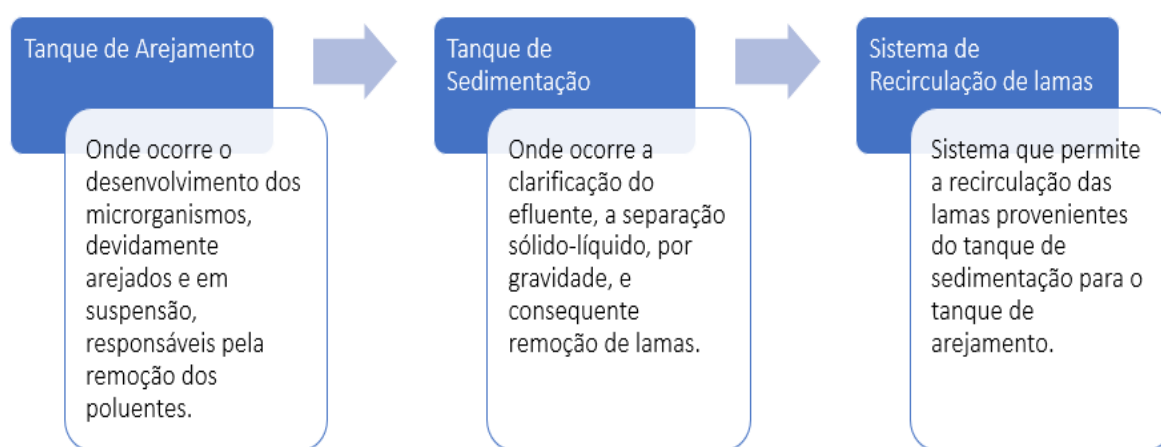 Tanque de Arejamento
Onde ocorre o
desenvolvimento dos
microrganismos,
devidamente
arejados e em
suspensão,
responsáveis pela
remoção dos
poluentes.
Tanque de
Sedimentação
Onde ocorre a
clarificação do
efluente, a separação
sólido-líquido, por
gravidade, e
consequente
remoção de lamas.
Sistema de
Recirculação de lamas
Sistema que permite
a recirculação das
lamas provenientes
do tanque de
sedimentação para o
tanque de
arejamento.